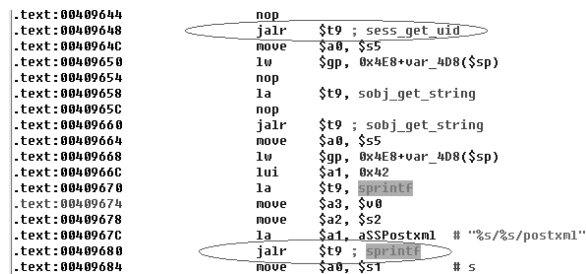 .text:00409644 nop
.text:00409648 jalr $t9 ; sess_get_uid
.text:0040964C move $a0, $s5
.text:00409650 lw $gp, 0x4E8+var_4D8($sp)
.text:00409654 nop
.text:00409658 la $t9, sobj_get_string
.text:0040965C nop
.text:00409660 jalr $t9 ; sobj_get_string
.text:00409664 move $a0, $s5
.text:00409668 lw $gp, 0x4E8+var_4D8($sp)
.text:0040966C lui $a1, 0x42
.text:00409670 la $t9, sprintf
.text:00409674 move $a3, $v0
.text:00409678 move $a2, $s2
.text:0040967C la $a1, aSSPostxml # "%s/%s/postxml"
.text:00409680 jalr $t9 ; sprintf
.text:00409684 move $a0, $s1 # s